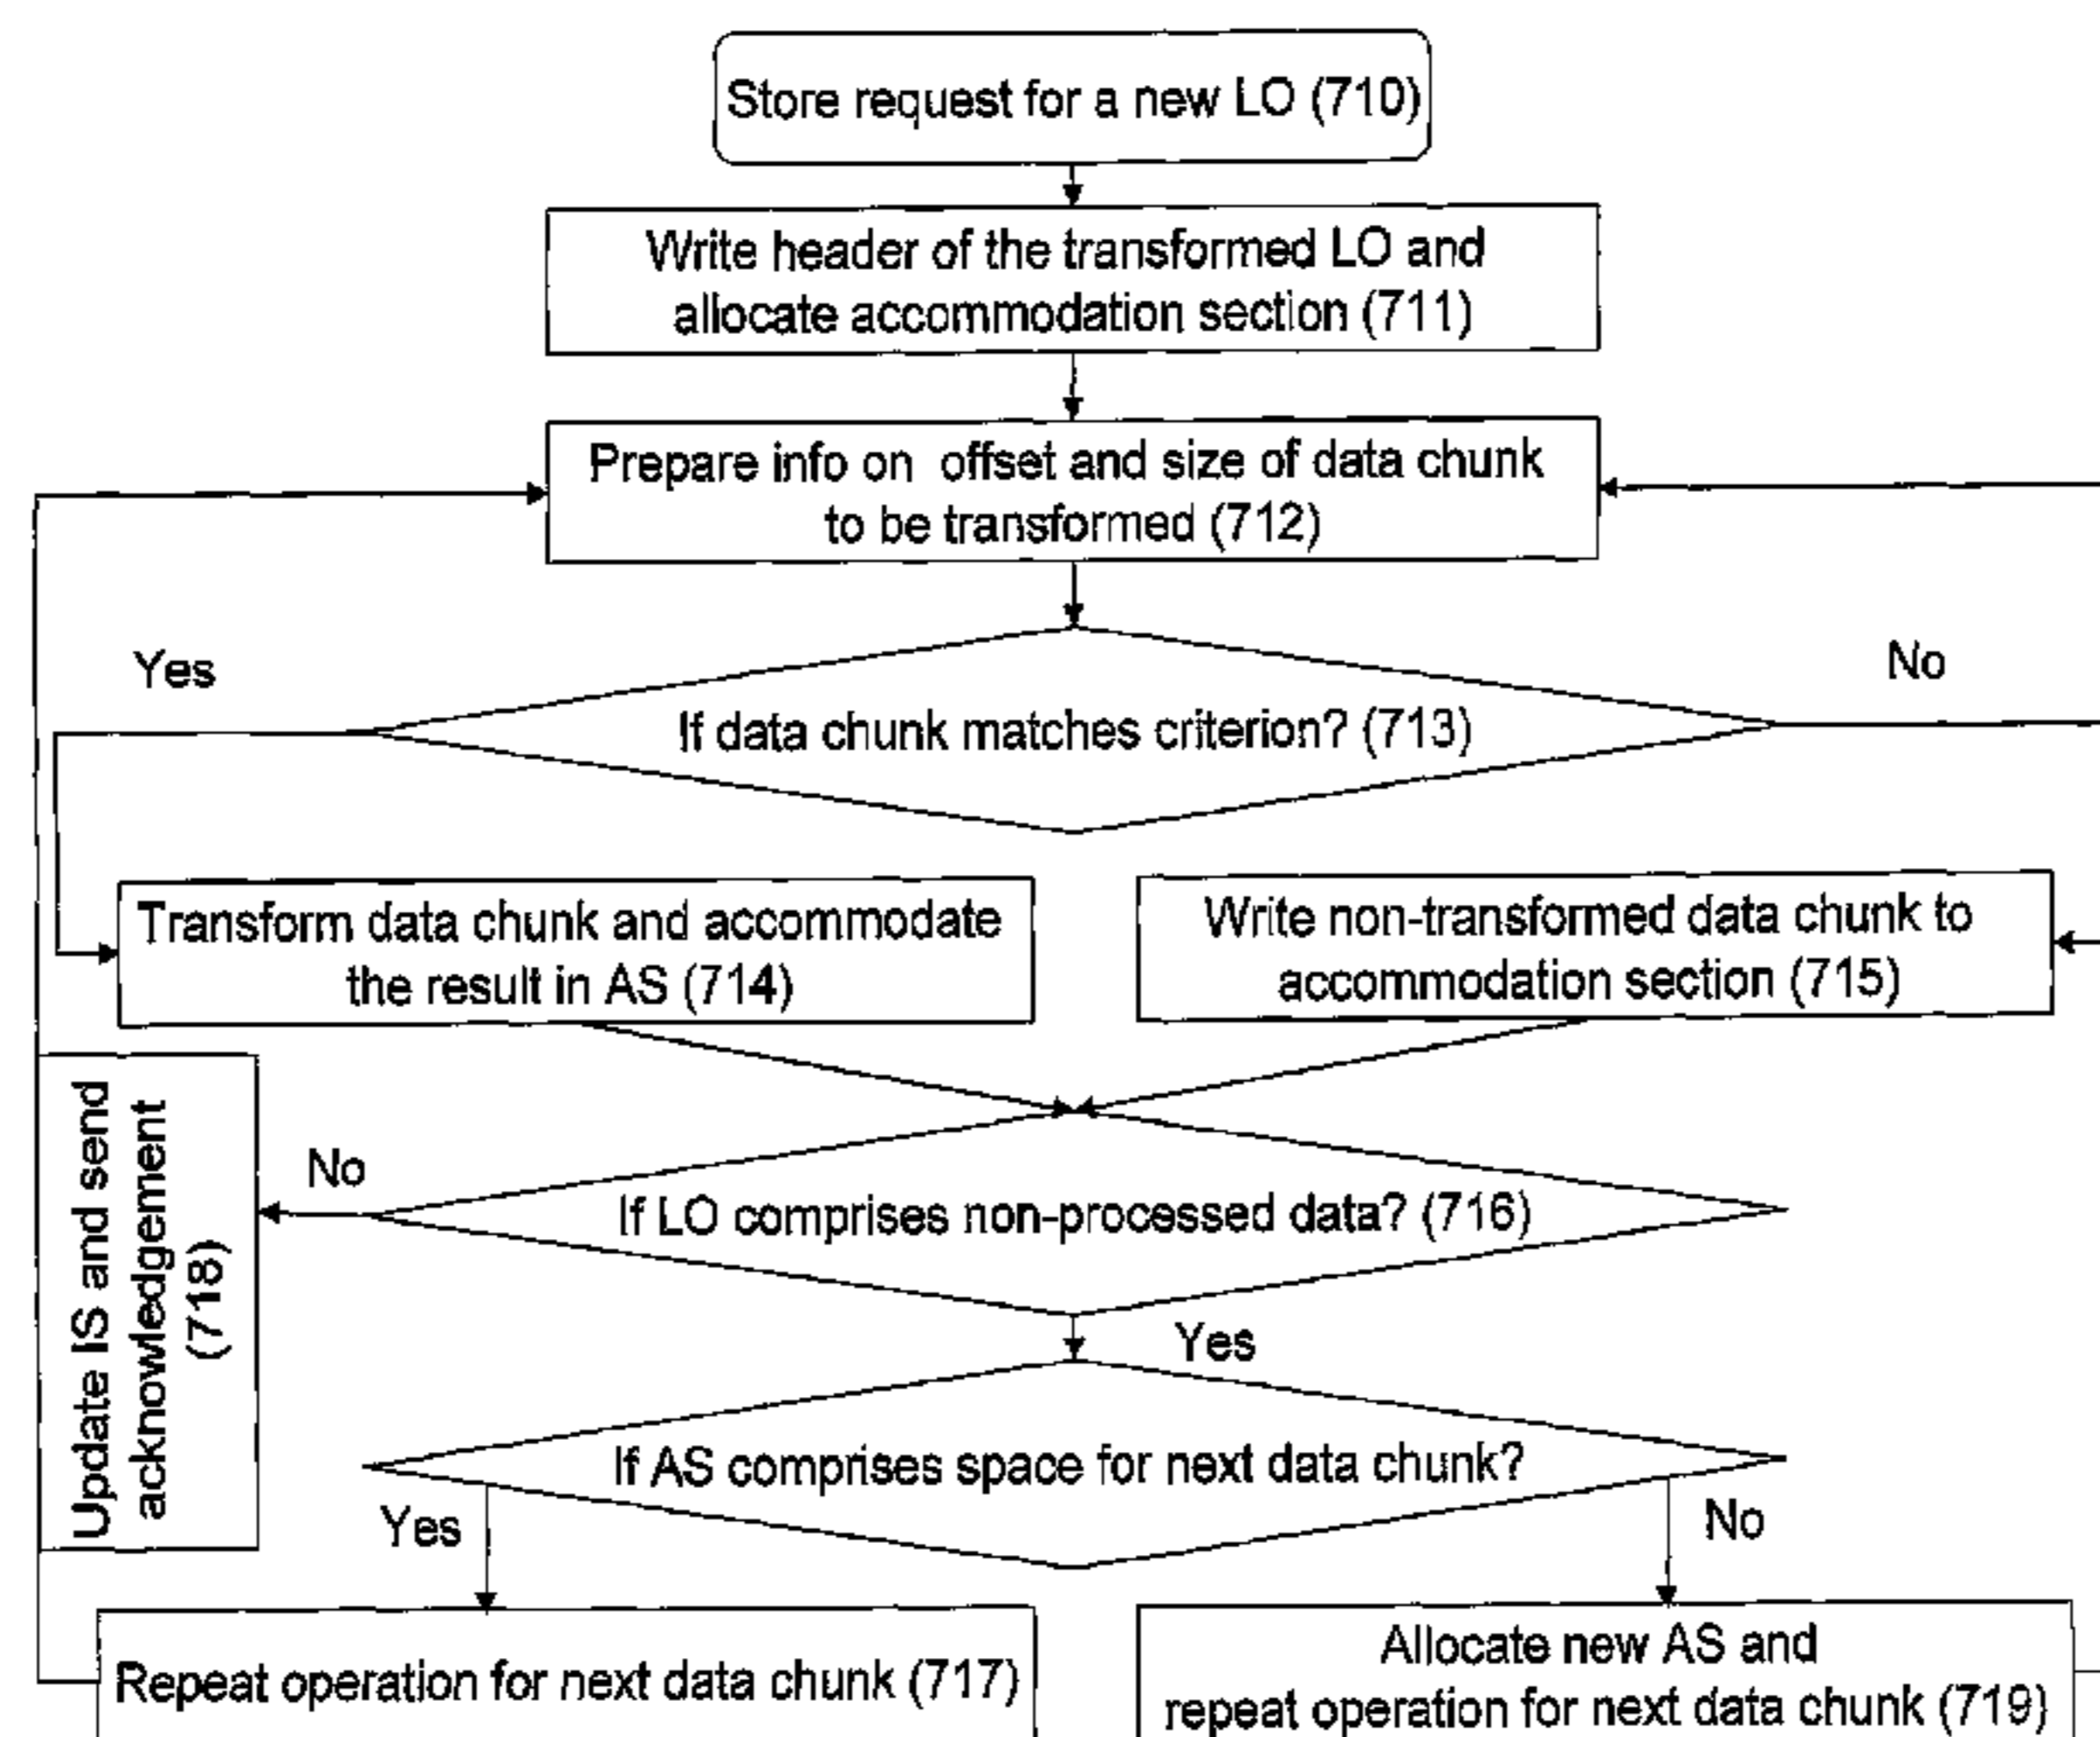 Store request for a new LO (710)
Write header of the transformed LO and
allocate accommodation section (711)
Prepare info on offset and size of data chunk
to be transformed (712)
Yes
No
If data chunk matches criterion? (713)
Transform data chunk and accommodate
the result in AS (714)
Write non-transformed data chunk to
accommodation section (715)
Update IS and send
acknowledgement
(718)
No
If LO comprises non-processed data? (716)
Yes
If AS comprises space for next data chunk?
Yes
No
Repeat operation for next data chunk (717)
Allocate new AS and
repeat operation for next data chunk (719)